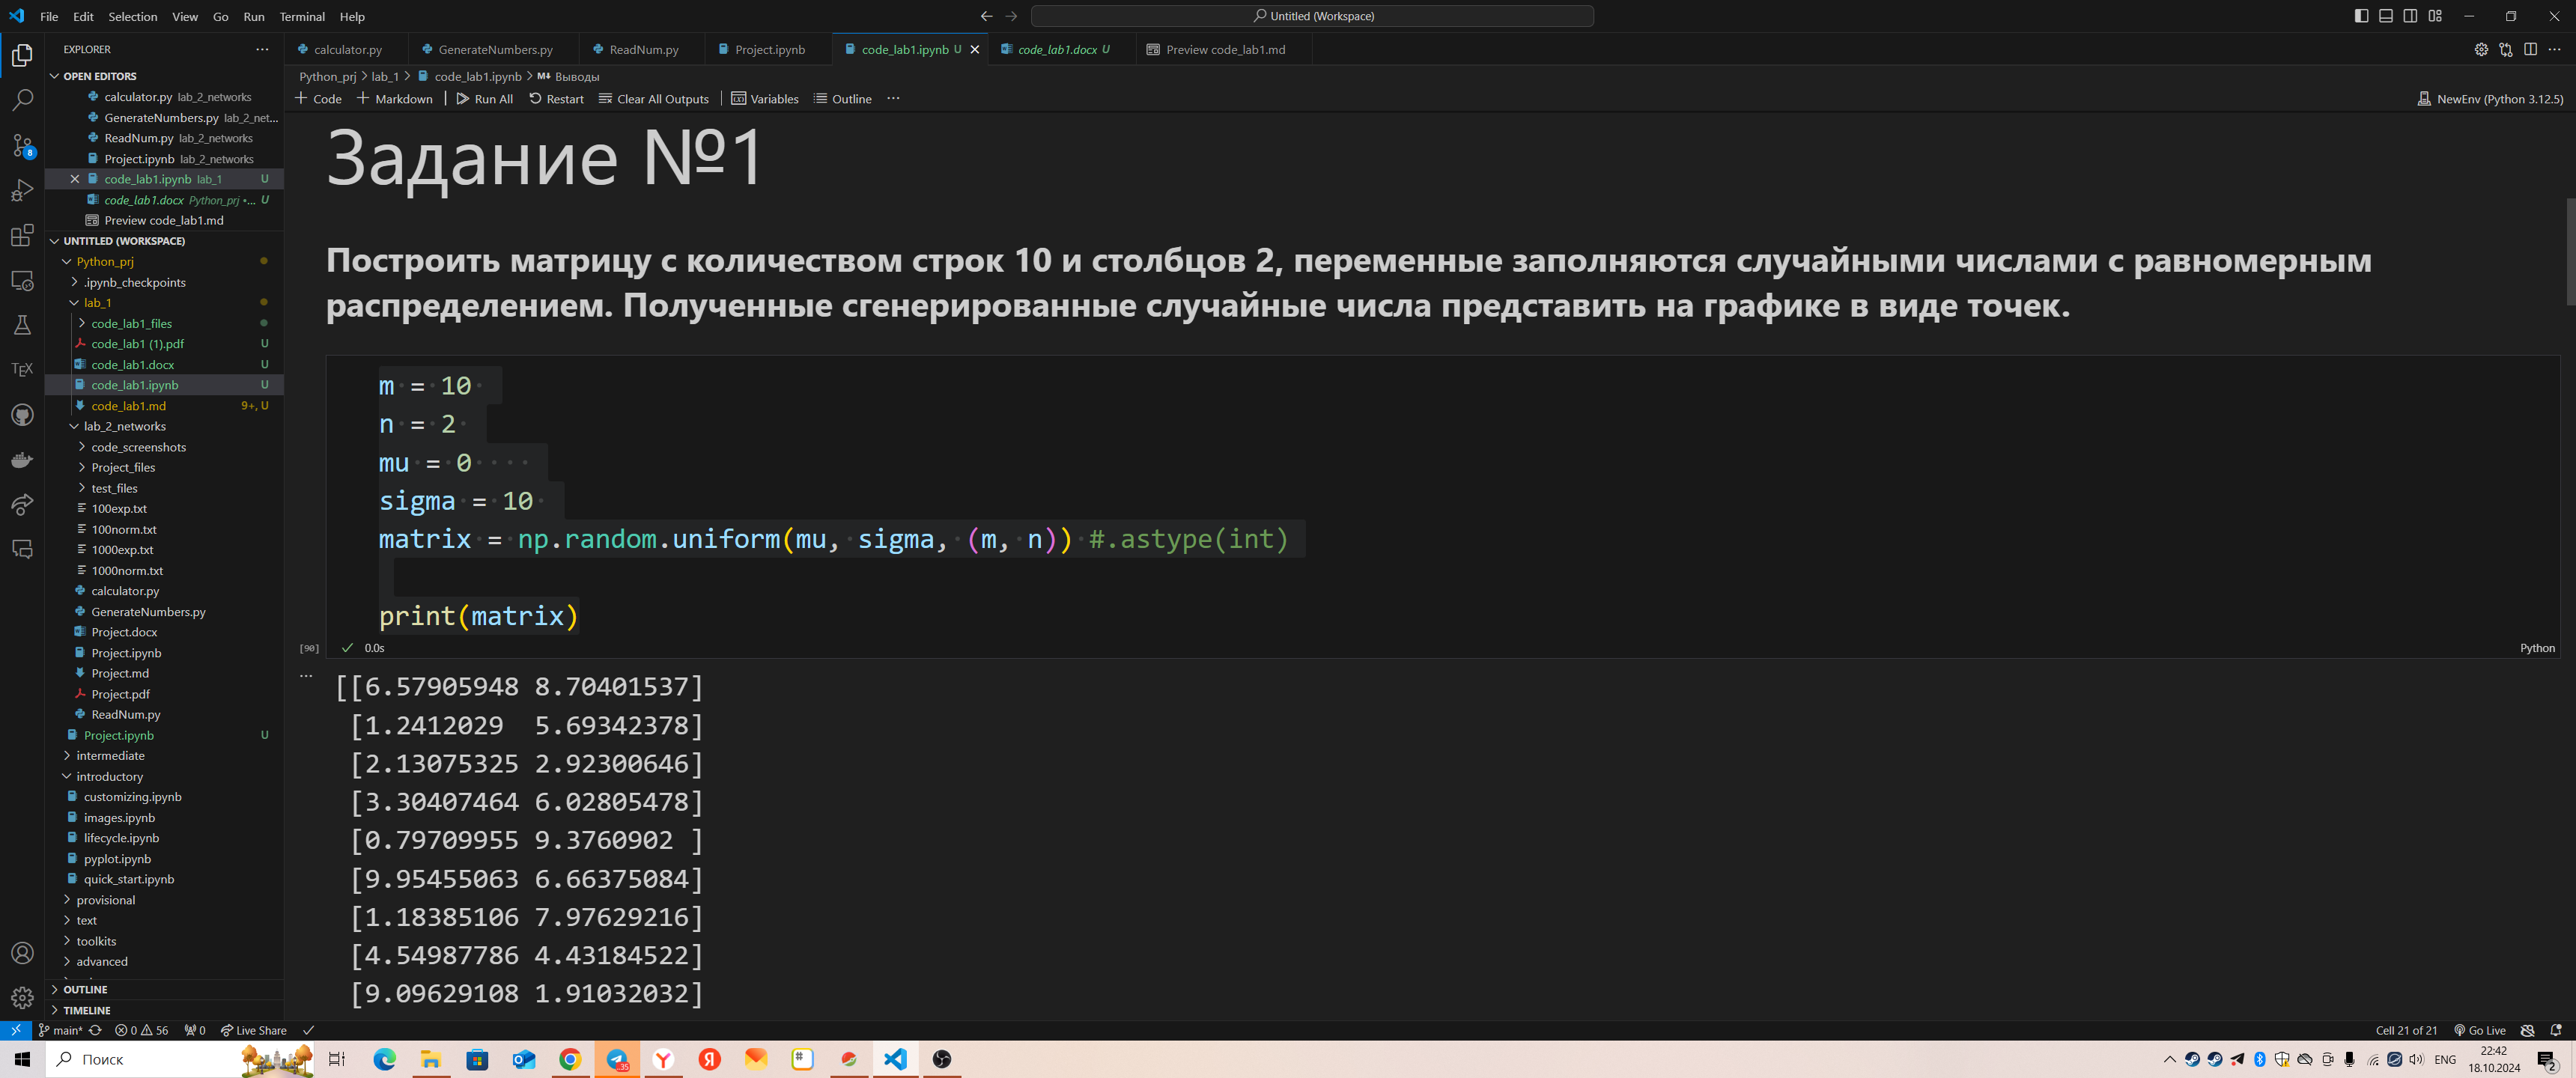 File Edit Selection View Go Run Terminal Help
Untitled (Workspace)
EXPLORER
OPEN EDITORS
calculator.py lab_2_networks
GenerateNumbers.py lab_2_net...
ReadNum.py lab_2_networks
Project.ipynb lab_2_networks
code_lab1.ipynb lab_1 U
code_lab1.docx Python_prj •... U
Preview code_lab1.md
UNTITLED (WORKSPACE)
Python_prj
.ipynb_checkpoints
lab_1
code_lab1_files
code_lab1 (1).pdf U
code_lab1.docx U
code_lab1.ipynb U
code_lab1.md 9+, U
lab_2_networks
code_screenshots
Project_files
test_files
100exp.txt
100norm.txt
1000exp.txt
1000norm.txt
calculator.py
GenerateNumbers.py
Project.docx
Project.ipynb
Project.md
Project.pdf
ReadNum.py
Project.ipynb U
intermediate
introductory
customizing.ipynb
images.ipynb
lifecycle.ipynb
pyplot.ipynb
quick_start.ipynb
provisional
text
toolkits
advanced
OUTLINE
TIMELINE
calculator.py GenerateNumbers.py ReadNum.py Project.ipynb code_lab1.ipynb U code_lab1.docx U Preview code_lab1.md
Python_prj > lab_1 > code_lab1.ipynb > M↓ Выводы
+ Code + Markdown | Run All Restart Clear All Outputs | Variables Outline ···
NewEnv (Python 3.12.5)
Задание №1
Построить матрицу с количеством строк 10 и столбцов 2, переменные заполняются случайными числами с равномерным
распределением. Полученные сгенерированные случайные числа представить на графике в виде точек.
m = 10
n = 2
mu = 0
sigma = 10
matrix = np.random.uniform(mu, sigma, (m, n)) #.astype(int)
print(matrix)
[90] 0.0s
Python
[[6.57905948 8.70401537]
[1.2412029 5.69342378]
[2.13075325 2.92300646]
[3.30407464 6.02805478]
[0.79709955 9.3760902 ]
[9.95455063 6.66375084]
[1.18385106 7.97629216]
[4.54987786 4.43184522]
[9.09629108 1.91032032]
main* 0 56 0 Live Share
Cell 21 of 21 Go Live
Поиск
ENG
22:42
18.10.2024